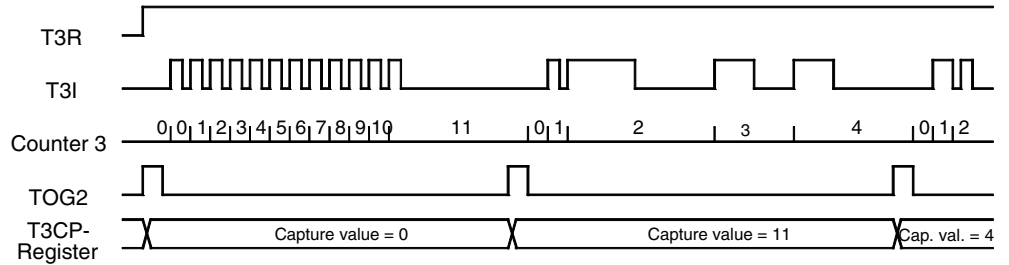 T3R
T3I
0 0 1 2 3 4 5 6 7 8 9 10 11 0 1 2 3 4 0 1 2
Counter 3
TOG2
T3CP-
Register
Capture value = 0 Capture value = 11 Cap. val. = 4